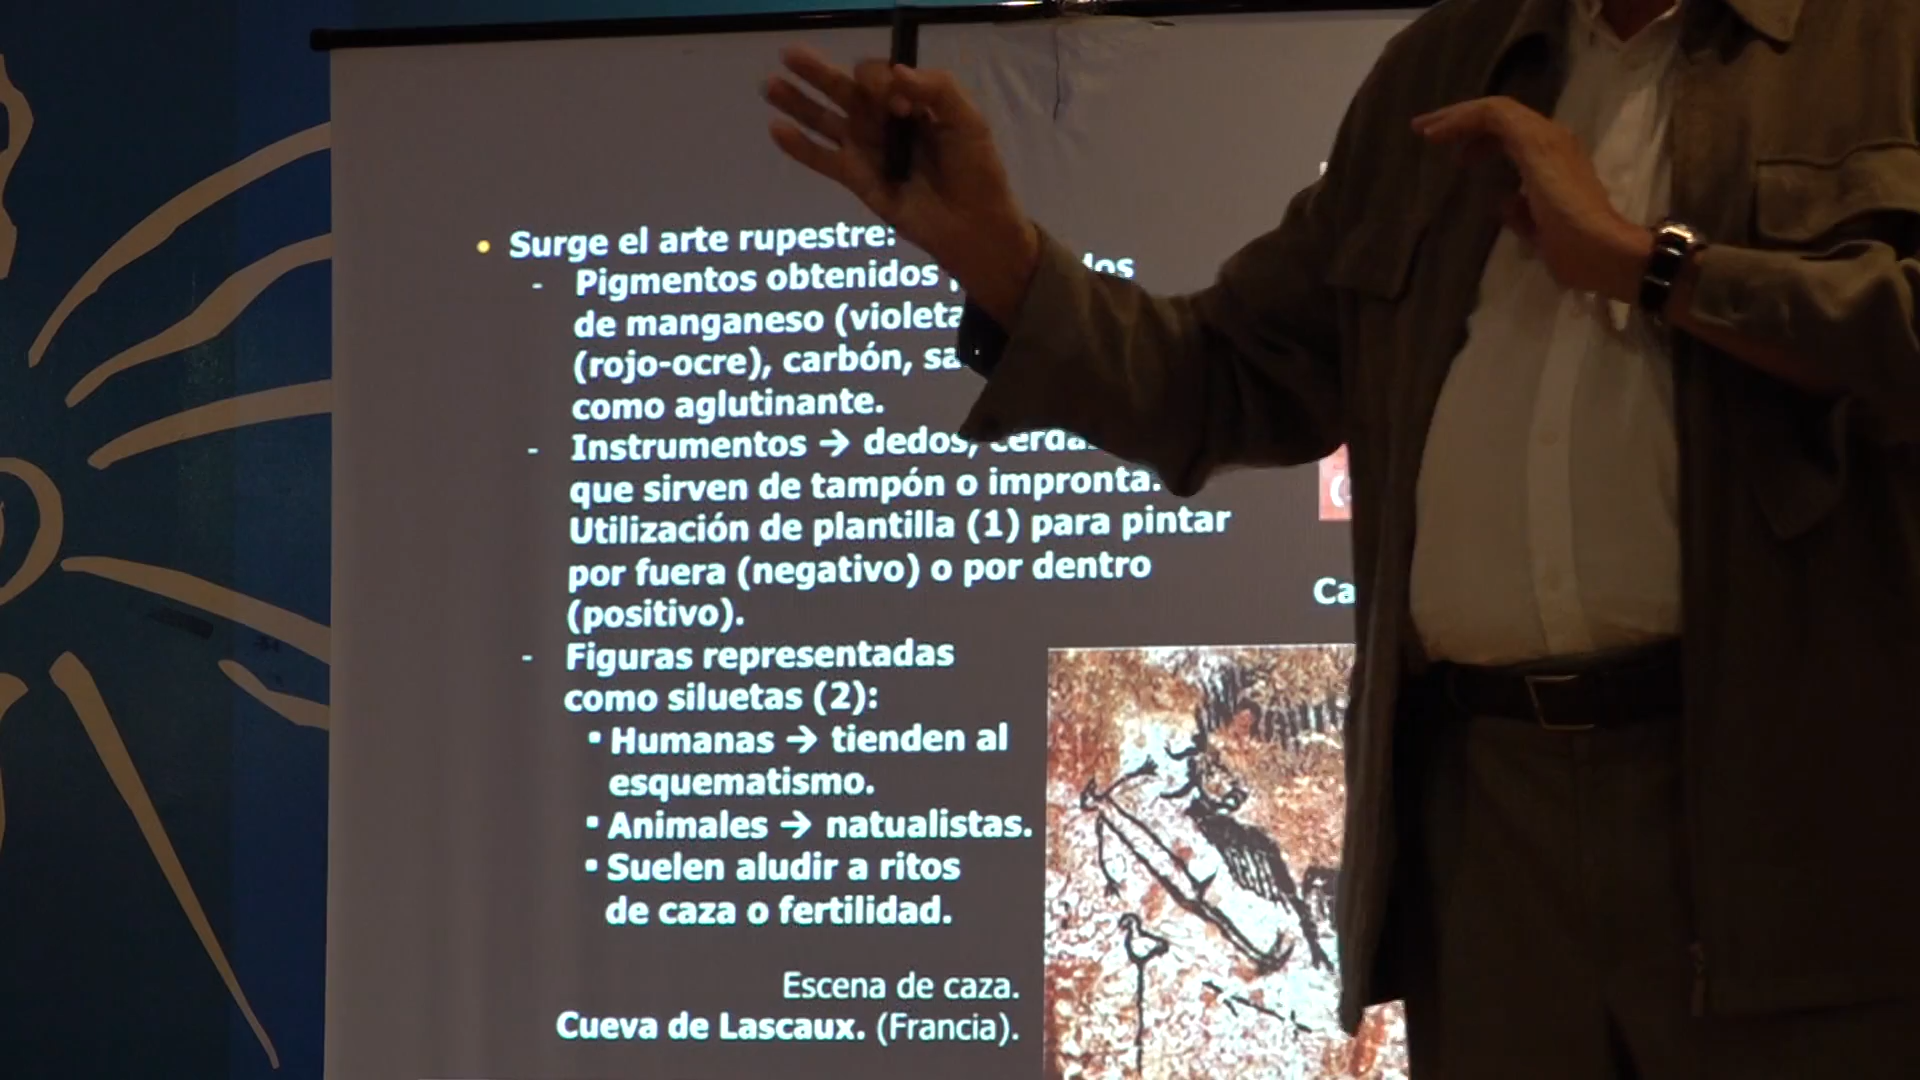 • Surge el arte rupestre:
- Pigmentos obtenidos
de manganeso (violeta
(rojo-ocre), carbón,
como aglutinante.
- Instrumentos → dedos,
que sirven de tampón o impronta.
Utilización de plantilla (1) para pintar
por fuera (negativo) o por dentro
(positivo).
- Figuras representadas
como siluetas (2):
▪ Humanas → tienden al
esquematismo.
▪ Animales → natualistas.
▪ Suelen aludir a ritos
de caza o fertilidad.
Escena de caza.
Cueva de Lascaux. (Francia).